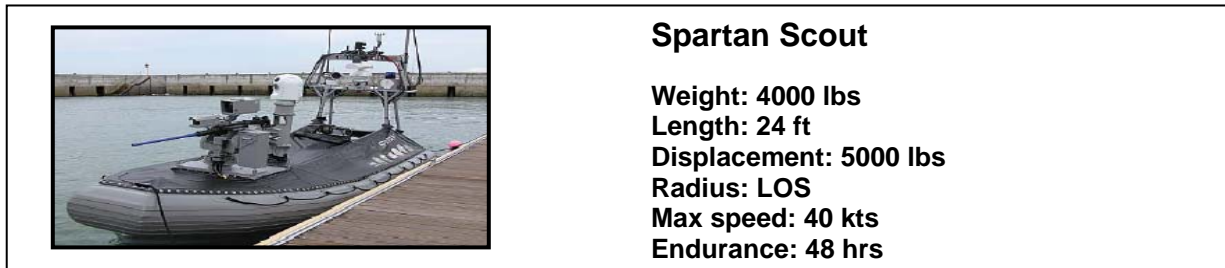 Spartan Scout
Weight: 4000 lbs
Length: 24 ft
Displacement: 5000 lbs
Radius: LOS
Max speed: 40 kts
Endurance: 48 hrs